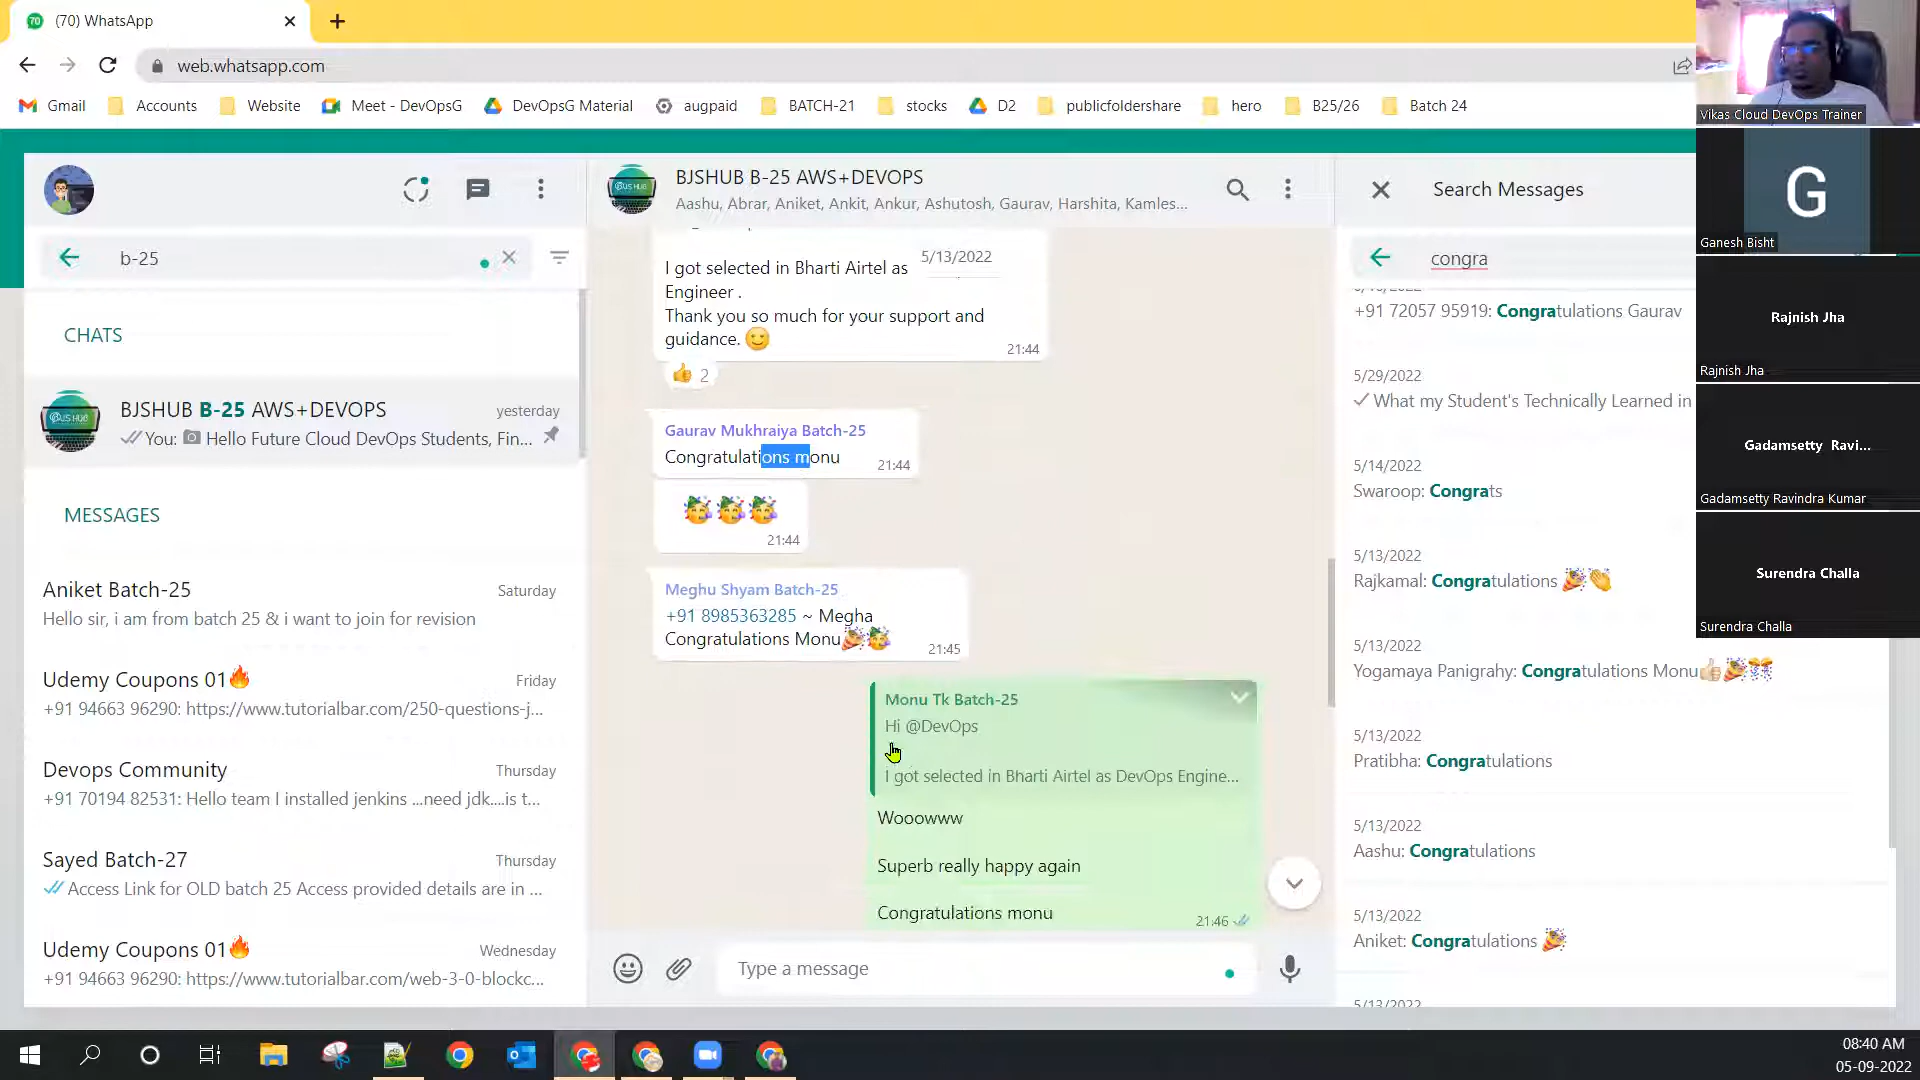 (70) WhatsApp
web.whatsapp.com
Gmail
Accounts
Website
Meet - DevOpsG
DevOpsG Material
augpaid
BATCH-21
stocks
D2
publicfoldershare
hero
B25/26
Batch 24
b-25
CHATS
BJSHUB B-25 AWS+DEVOPS
yesterday
You: 📷 Hello Future Cloud DevOps Students, Fin...
MESSAGES
Aniket Batch-25
Saturday
Hello sir, i am from batch 25 & i want to join for revision
Udemy Coupons 01🔥
Friday
+91 94663 96290: https://www.tutorialbar.com/250-questions-j...
Devops Community
Thursday
+91 70194 82531: Hello team I installed jenkins ...need jdk....is t...
Sayed Batch-27
Thursday
Access Link for OLD batch 25 Access provided details are in ...
Udemy Coupons 01🔥
Wednesday
+91 94663 96290: https://www.tutorialbar.com/web-3-0-blockc...
BJSHUB B-25 AWS+DEVOPS
Aashu, Abrar, Aniket, Ankit, Ankur, Ashutosh, Gaurav, Harshita, Kamles...
5/13/2022
I got selected in Bharti Airtel as
Engineer .
Thank you so much for your support and
guidance. 😊
21:44
👍 2
Gaurav Mukhraiya Batch-25
Congratulations monu
21:44
🥳🥳🥳
21:44
Meghu Shyam Batch-25
+91 8985363285 ~ Megha
Congratulations Monu🎉🥳
21:45
Monu Tk Batch-25
Hi @DevOps
I got selected in Bharti Airtel as DevOps Engine...
Wooowww
Superb really happy again
Congratulations monu
21:46
Type a message
Search Messages
congra
+91 72057 95919: Congratulations Gaurav
5/29/2022
What my Student's Technically Learned in
5/14/2022
Swaroop: Congrats
5/13/2022
Rajkamal: Congratulations 🎉👏
5/13/2022
Yogamaya Panigrahy: Congratulations Monu👍🏻🎉🎊
5/13/2022
Pratibha: Congratulations
5/13/2022
Aashu: Congratulations
5/13/2022
Aniket: Congratulations 🎉
5/13/2022
Vikas Cloud DevOps Trainer
G
Ganesh Bisht
Rajnish Jha
Rajnish Jha
Gadamsetty Ravi...
Gadamsetty Ravindra Kumar
Surendra Challa
Surendra Challa
08:40 AM
05-09-2022